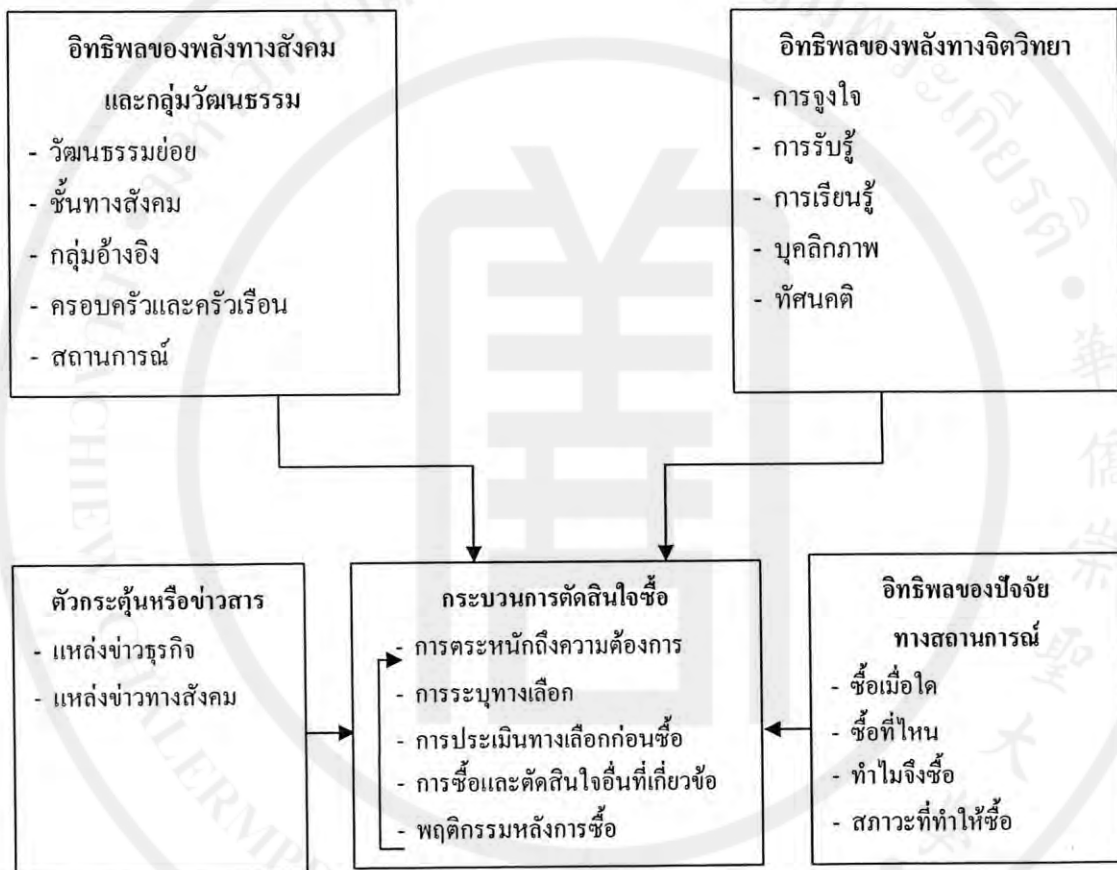 อิทธิพลของพลังทางสังคม
และกลุ่มวัฒนธรรม
- วัฒนธรรมย่อย
- ชั้นทางสังคม
- กลุ่มอ้างอิง
- ครอบครัวและครัวเรือน
- สถานการณ์
อิทธิพลของพลังทางจิตวิทยา
- การจูงใจ
- การรับรู้
- การเรียนรู้
- บุคลิกภาพ
- ทัศนคติ
ตัวกระตุ้นหรือข่าวสาร
- แหล่งข่าวธุรกิจ
- แหล่งข่าวทางสังคม
กระบวนการตัดสินใจซื้อ
- การตระหนักถึงความต้องการ
- การระบุทางเลือก
- การประเมินทางเลือกก่อนซื้อ
- การซื้อและตัดสินใจอื่นที่เกี่ยวข้อ
- พฤติกรรมหลังการซื้อ
อิทธิพลของปัจจัย
ทางสถานการณ์
- ซื้อเมื่อใด
- ซื้อที่ไหน
- ทำไมจึงซื้อ
- สภาวะที่ทำให้ซื้อ